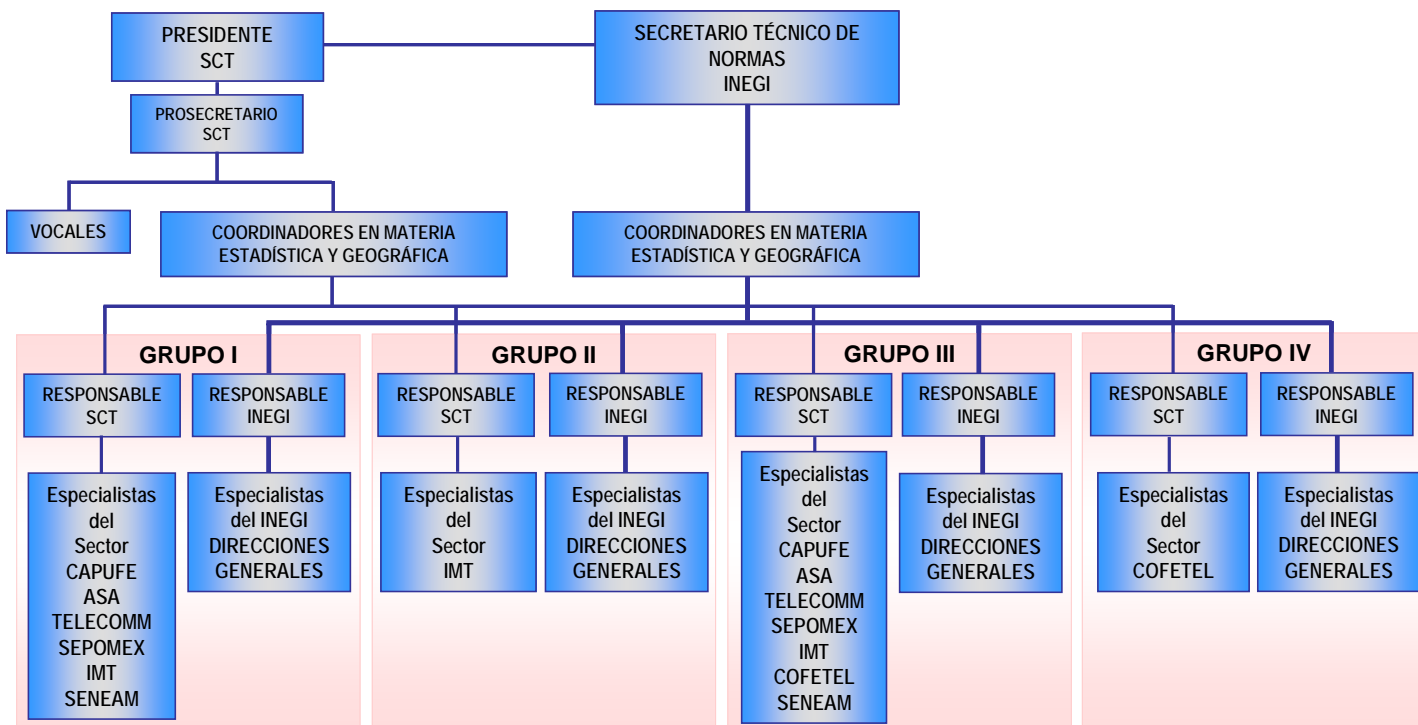 PRESIDENTE
SCT
SECRETARIO TÉCNICO DE
NORMAS
INEGI
PROSECRETARIO
SCT
VOCALES
COORDINADORES EN MATERIA
ESTADÍSTICA Y GEOGRÁFICA
COORDINADORES EN MATERIA
ESTADÍSTICA Y GEOGRÁFICA
GRUPO I
RESPONSABLE
SCT
RESPONSABLE
INEGI
Especialistas
del
Sector
CAPUFE
ASA
TELECOMM
SEPOMEX
IMT
SENEAM
Especialistas
del INEGI
DIRECCIONES
GENERALES
GRUPO II
RESPONSABLE
SCT
RESPONSABLE
INEGI
Especialistas
del
Sector
IMT
Especialistas
del INEGI
DIRECCIONES
GENERALES
GRUPO III
RESPONSABLE
SCT
RESPONSABLE
INEGI
Especialistas
del
Sector
CAPUFE
ASA
TELECOMM
SEPOMEX
IMT
COFETEL
SENEAM
Especialistas
del INEGI
DIRECCIONES
GENERALES
GRUPO IV
RESPONSABLE
SCT
RESPONSABLE
INEGI
Especialistas
del
Sector
COFETEL
Especialistas
del INEGI
DIRECCIONES
GENERALES